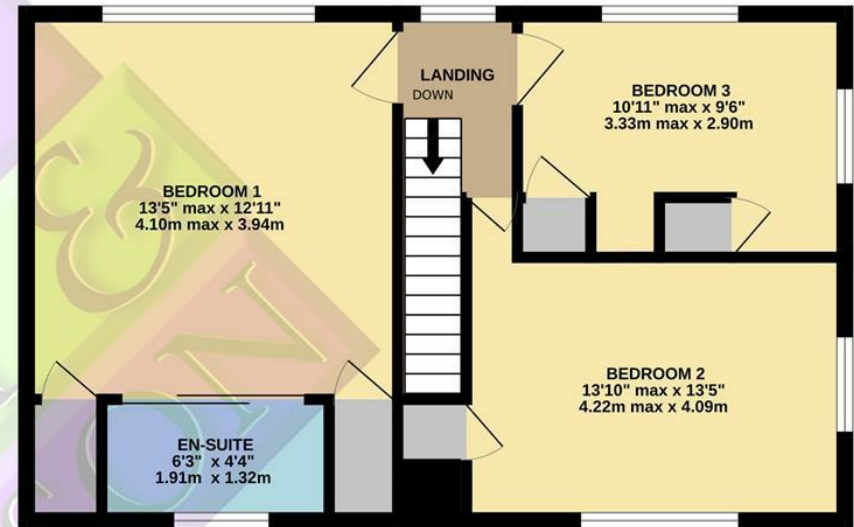 LANDING
DOWN
BEDROOM 3
10'11" max x 9'6"
3.33m max x 2.90m
BEDROOM 1
13'5" max x 12'11"
4.10m max x 3.94m
BEDROOM 2
13'10" max x 13'5"
4.22m max x 4.09m
EN-SUITE
6'3" x 4'4"
1.91m x 1.32m
&
ON